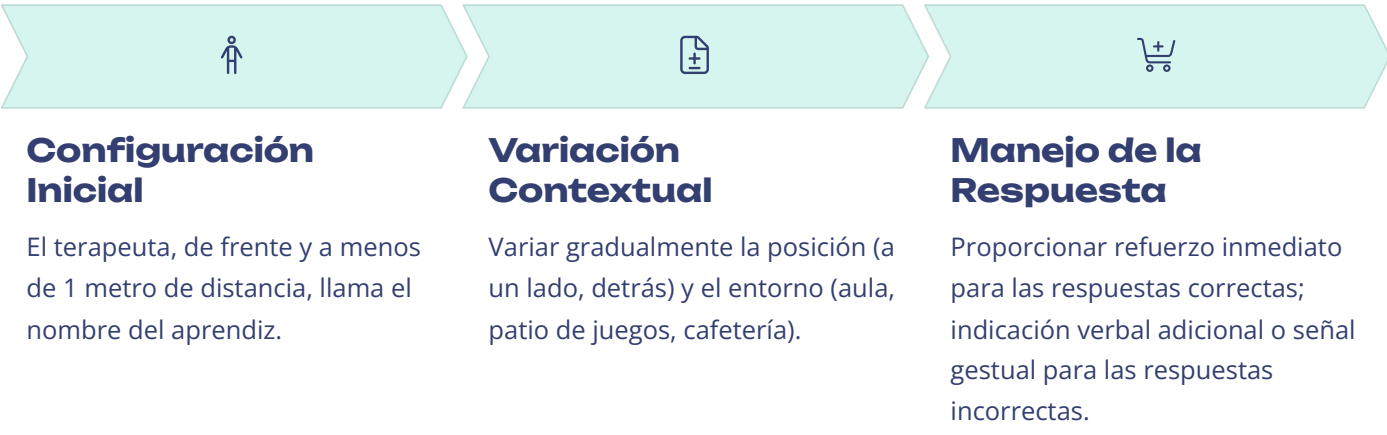 Configuración
Inicial
El terapeuta, de frente y a menos
de 1 metro de distancia, llama el
nombre del aprendiz.
Variación
Contextual
Variar gradualmente la posición (a
un lado, detrás) y el entorno (aula,
patio de juegos, cafetería).
Manejo de la
Respuesta
Proporcionar refuerzo inmediato
para las respuestas correctas;
indicación verbal adicional o señal
gestual para las respuestas
incorrectas.